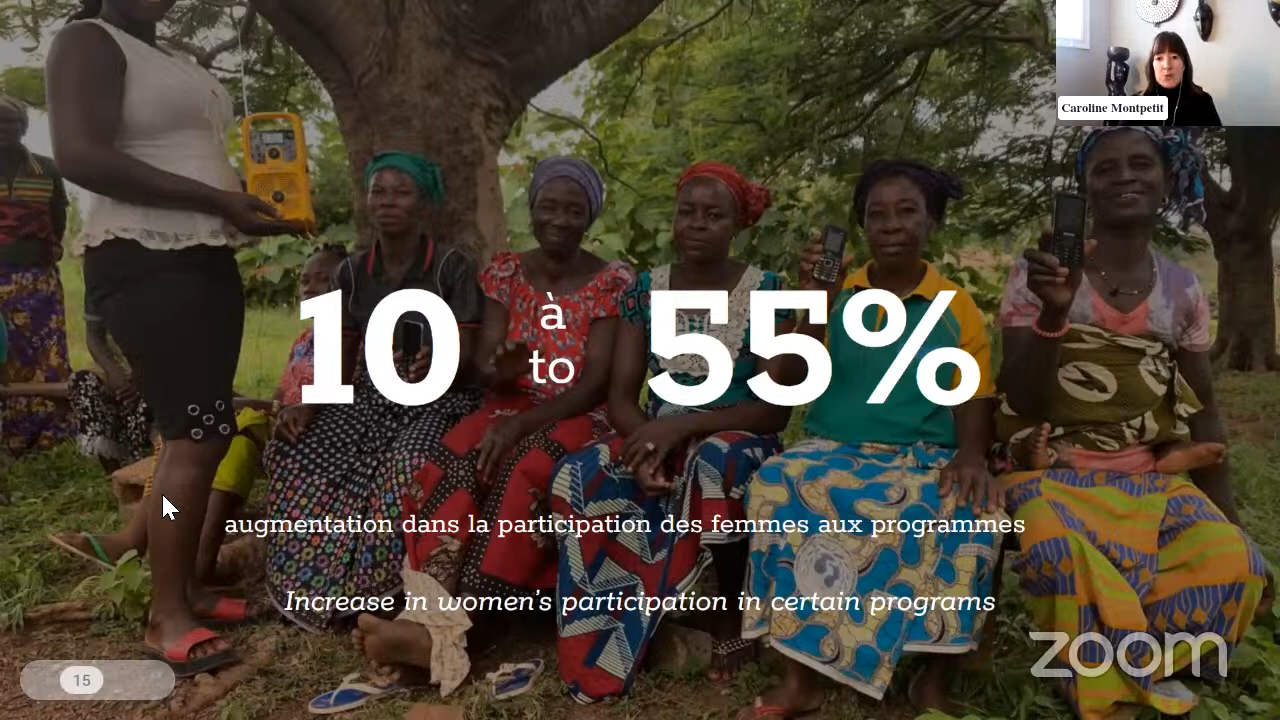 Caroline Montpetit
10 à to 55%
augmentation dans la participation des femmes aux programmes
Increase in women's participation in certain programs
zoom
15